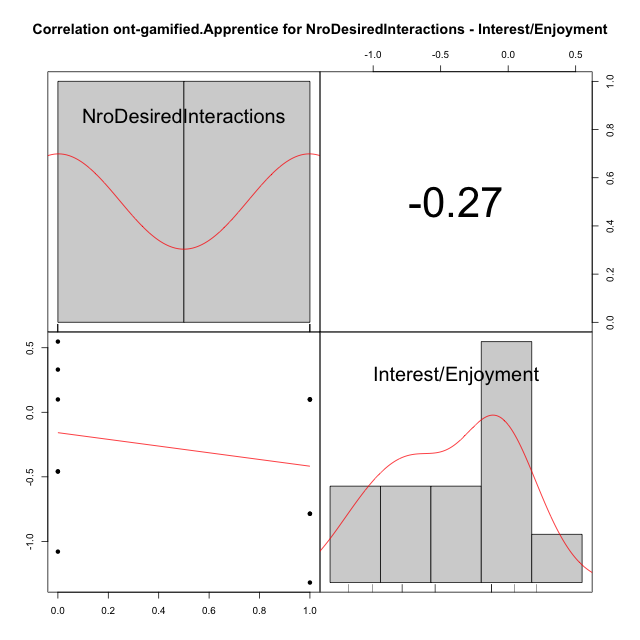 Correlation ont-gamified.Apprentice for NroDesiredInteractions - Interest/Enjoyment
-1.0 -0.5 0.0 0.5
NroDesiredInteractions
-0.27
0.0 0.2 0.4 0.6 0.8 1.0
-1.0 -0.5 0.0 0.5
Interest/Enjoyment
0.0 0.2 0.4 0.6 0.8 1.0